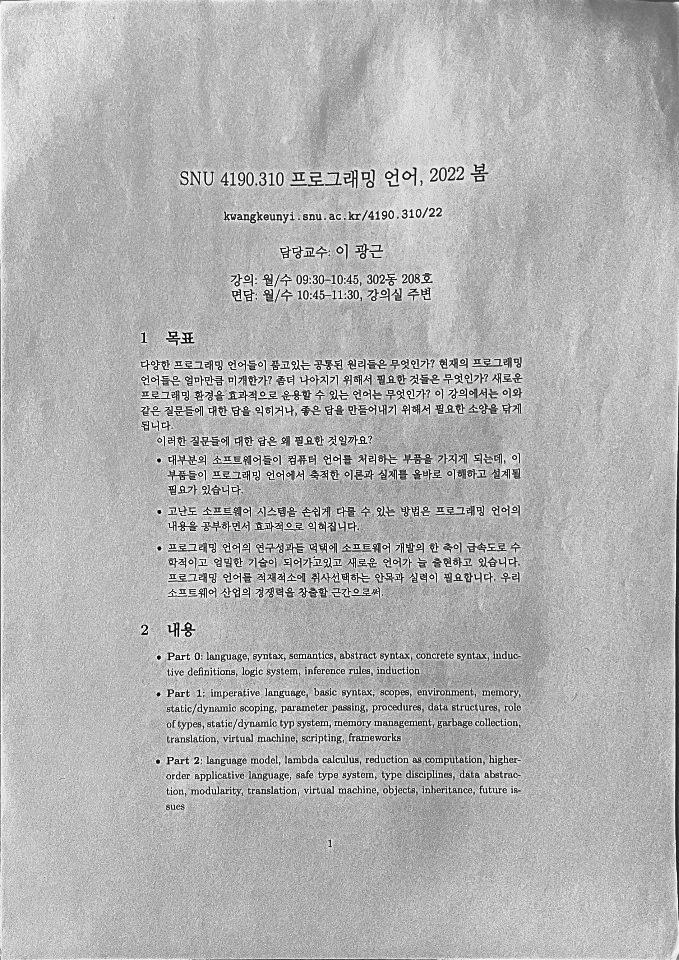 SNU 4190.310 프로그래밍 언어, 2022 봄
kwangkeunyi.snu.ac.kr/4190.310/22
담당교수: 이 광근
강의: 월/수 09:30–10:45, 302동 208호
면담: 월/수 10:45–11:30, 강의실 주변
1 목표
다양한 프로그래밍 언어들이 품고있는 공통된 원리들은 무엇인가? 현재의 프로그래밍
언어들은 얼마만큼 미개한가? 좀더 나아지기 위해서 필요한 것들은 무엇인가? 새로운
프로그래밍 환경을 효과적으로 운용할 수 있는 언어는 무엇인가? 이 강의에서는 이와
같은 질문들에 대한 답을 익히거나, 좋은 답을 만들어내기 위해서 필요한 소양을 닦게
됩니다.
이러한 질문들에 대한 답은 왜 필요한 것일까요?
• 대부분의 소프트웨어들이 컴퓨터 언어를 처리하는 부품을 가지게 되는데, 이
부품들이 프로그래밍 언어에서 축적한 이론과 실제를 올바로 이해하고 설계될
필요가 있습니다.
• 고난도 소프트웨어 시스템을 손쉽게 다룰 수 있는 방법은 프로그래밍 언어의
내용을 공부하면서 효과적으로 익혀집니다.
• 프로그래밍 언어의 연구성과들 덕택에 소프트웨어 개발의 한 축이 급속도로 수
학적이고 엄밀한 기술이 되어가고있고 새로운 언어가 늘 출현하고 있습니다.
프로그래밍 언어를 적재적소에 취사선택하는 안목과 실력이 필요합니다. 우리
소프트웨어 산업의 경쟁력을 창출할 근간으로써.
2 내용
• Part 0: language, syntax, semantics, abstract syntax, concrete syntax, induc-
tive definitions, logic system, inference rules, induction
• Part 1: imperative language, basic syntax, scopes, environment, memory,
static/dynamic scoping, parameter passing, procedures, data structures, role
of types, static/dynamic typ system, memory management, garbage collection,
translation, virtual machine, scripting, frameworks
• Part 2: language model, lambda calculus, reduction as computation, higher-
order applicative language, safe type system, type disciplines, data abstrac-
tion, modularity, translation, virtual machine, objects, inheritance, future is-
sues
1